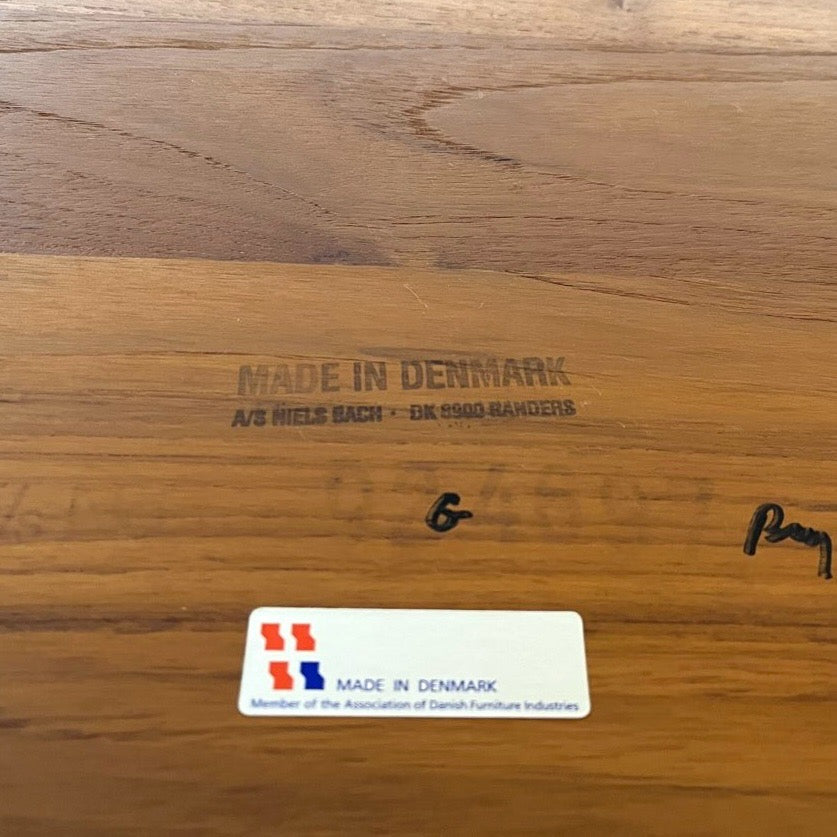 MADE IN DENMARK
A/S NIELS BACH · DK 8900 RANDERS
G
MADE IN DENMARK
Member of the Association of Danish Furniture Industries